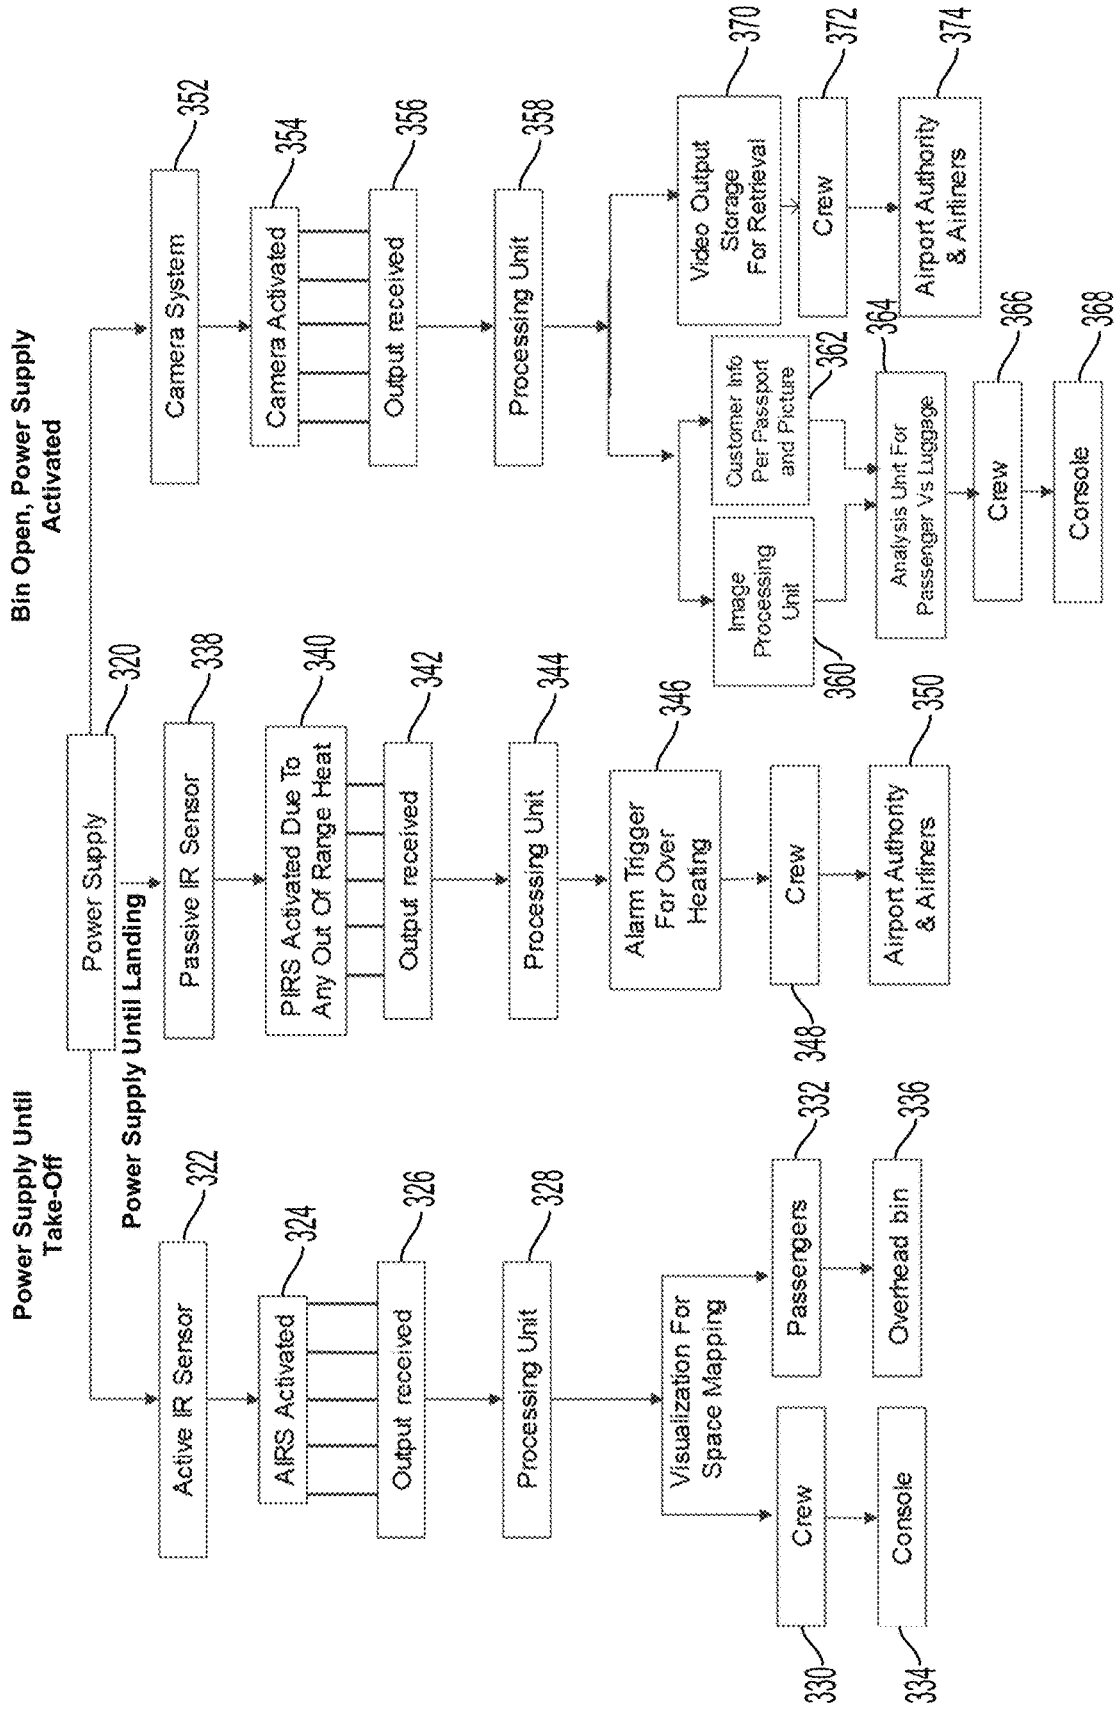 Power Supply Until
Take-Off
Bin Open, Power Supply
Activated
Power Supply
320
Power Supply Until Landing
Active IR Sensor
322
AIRS Activated
324
Output received
326
Processing Unit
328
Visualization For
Space Mapping
Crew
330
Passengers
332
Console
334
Overhead bin
336
Passive IR Sensor
338
PIRS Activated Due To
Any Out Of Range Heat
340
Output received
342
Processing Unit
344
Alarm Trigger
For Over
Heating
346
Crew
348
Airport Authority
& Airliners
350
Camera System
352
Camera Activated
354
Output received
356
Processing Unit
358
Image
Processing
Unit
360
Customer Info
Per Passport
and Picture
362
Analysis Unit For
Passenger Vs Luggage
364
Crew
366
Console
368
Video Output
Storage
For Retrieval
370
Crew
372
Airport Authority
& Airliners
374